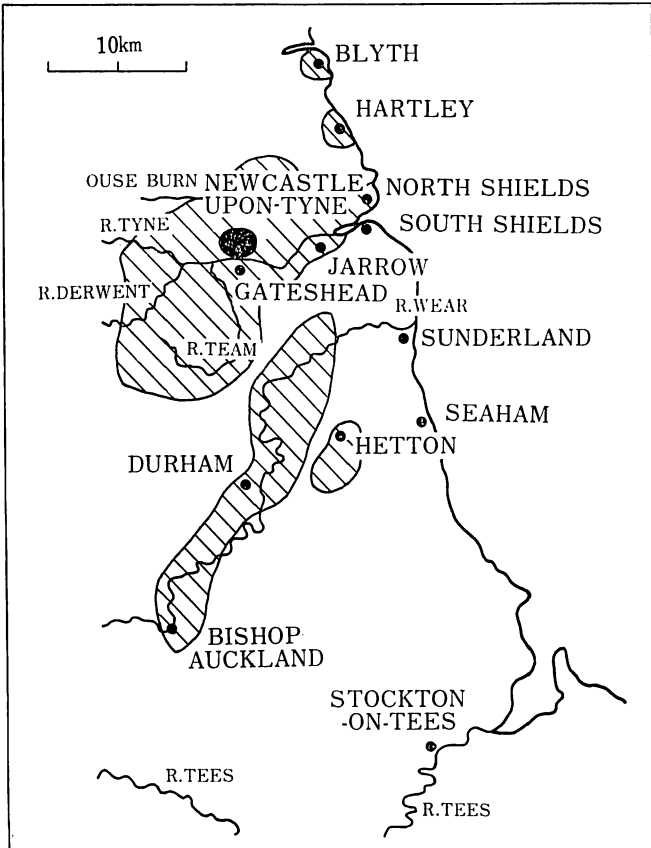 10km
BLYTH
HARTLEY
OUSE BURN
NEWCASTLE
UPON-TYNE
NORTH SHIELDS
R.TYNE
SOUTH SHIELDS
JARROW
R.DERWENT
GATESHEAD
R.WEAR
R.TEAM
SUNDERLAND
SEAHAM
HETTON
DURHAM
BISHOP
AUCKLAND
STOCKTON
-ON-TEES
R.TEES
R.TEES